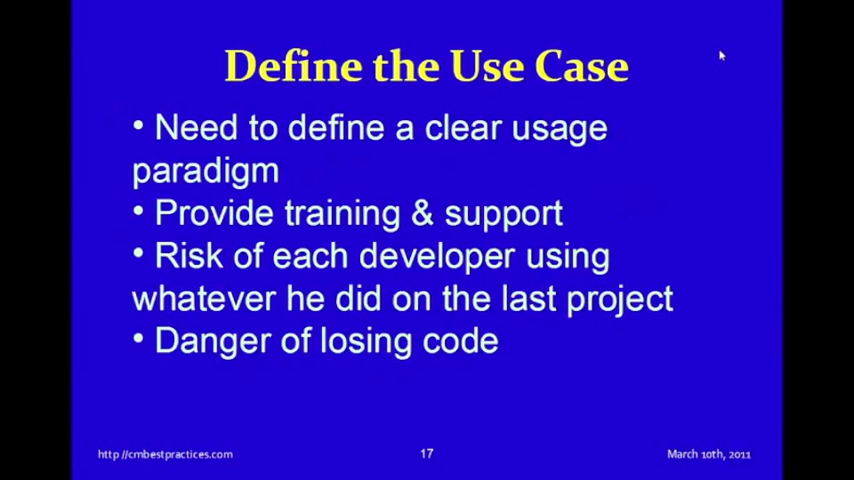 Define the Use Case
• Need to define a clear usage
paradigm
• Provide training & support
• Risk of each developer using
whatever he did on the last project
• Danger of losing code
http://cmbestpractices.com
17
March 10th, 2011